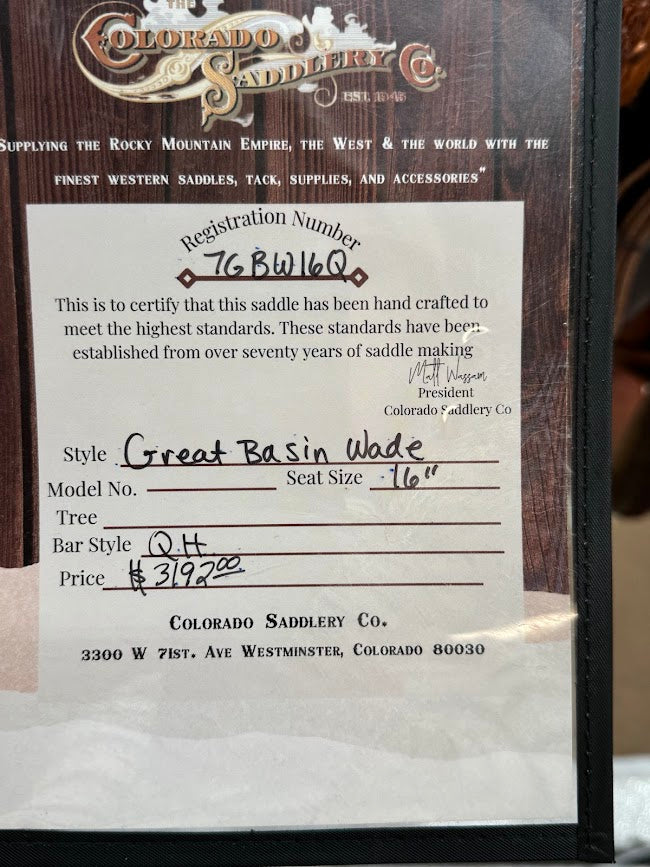 THE
COLORADO
SADDLERY CO.
EST. 1945
SUPPLYING THE ROCKY MOUNTAIN EMPIRE, THE WEST & THE WORLD WITH THE
FINEST WESTERN SADDLES, TACK, SUPPLIES, AND ACCESSORIES"
Registration Number
7GBW16Q
This is to certify that this saddle has been hand crafted to
meet the highest standards. These standards have been
established from over seventy years of saddle making
Matt Wassam
President
Colorado Saddlery Co
Style Great Basin Wade
Model No. Seat Size 16"
Tree
Bar Style Q.H.
Price $ 3192.00
COLORADO SADDLERY CO.
3300 W 71ST. AVE WESTMINSTER, COLORADO 80030